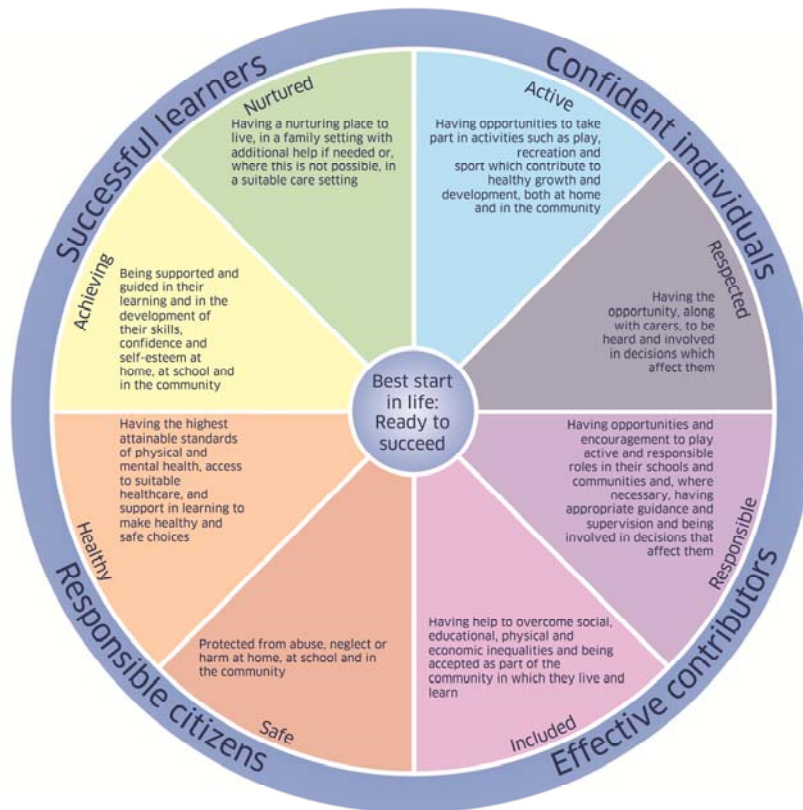 Successful learners
Confident individuals
Nurtured
Having a nurturing place to
live, in a family setting with
additional help if needed or,
where this is not possible, in
a suitable care setting
Active
Having opportunities to take
part in activities such as play,
recreation and
sport which contribute to
healthy growth and
development, both at home
and in the community
Achieving
Being supported and
guided in their
learning and in the
development of
their skills,
confidence and
self-esteem at
home, at school and
in the community
Respected
Having the
opportunity, along
with carers, to be
heard and involved
in decisions which
affect them
Best start
in life:
Ready to
succeed
Healthy
Having the highest
attainable standards
of physical and
mental health, access
to suitable
healthcare, and
support in learning to
make healthy and
safe choices
Responsible
Having opportunities and
encouragement to play
active and responsible
roles in their schools and
communities and, where
necessary, having
appropriate guidance and
supervision and being
involved in decisions that
affect them
Protected from abuse, neglect or
harm at home, at school and in
the community
Safe
Having help to overcome social,
educational, physical and
economic inequalities and being
accepted as part of the
community in which they live and
learn
Included
Responsible citizens
Effective contributors